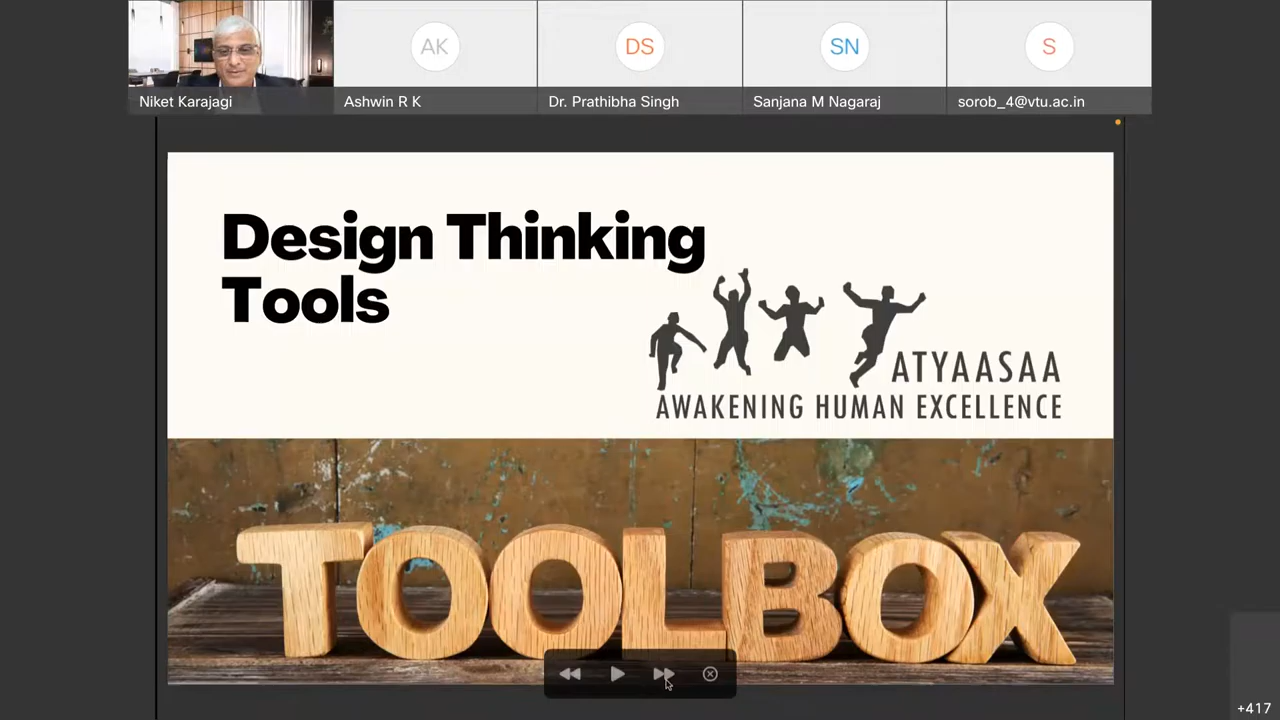 AK
DS
SN
S
Niket Karajagi
Ashwin R K
Dr. Prathibha Singh
Sanjana M Nagaraj
sorob_4@vtu.ac.in
Design Thinking
Tools
ATYAASAA
AWAKENING HUMAN EXCELLENCE
TOOLBOX
+417